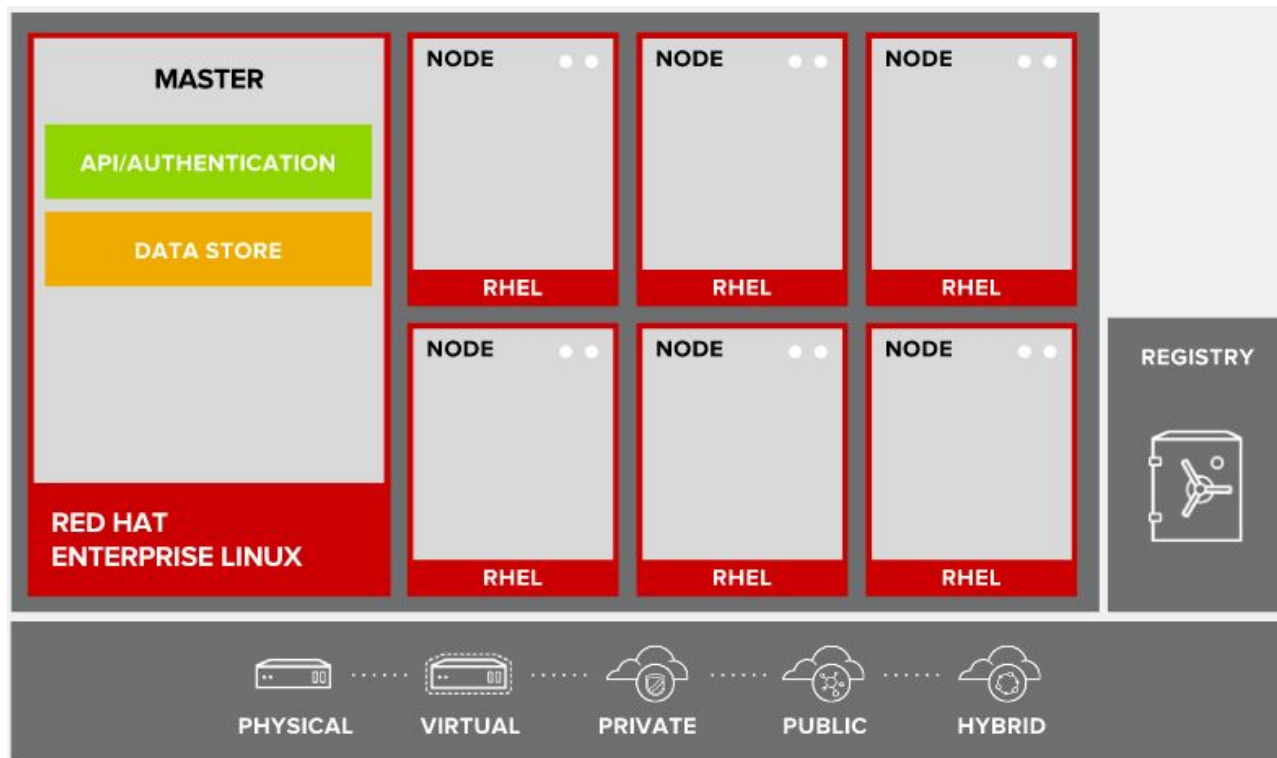 MASTER
API/AUTHENTICATION
DATA STORE
RED HAT
ENTERPRISE LINUX
NODE
RHEL
NODE
RHEL
NODE
RHEL
NODE
RHEL
NODE
RHEL
NODE
RHEL
REGISTRY
PHYSICAL
VIRTUAL
PRIVATE
PUBLIC
HYBRID